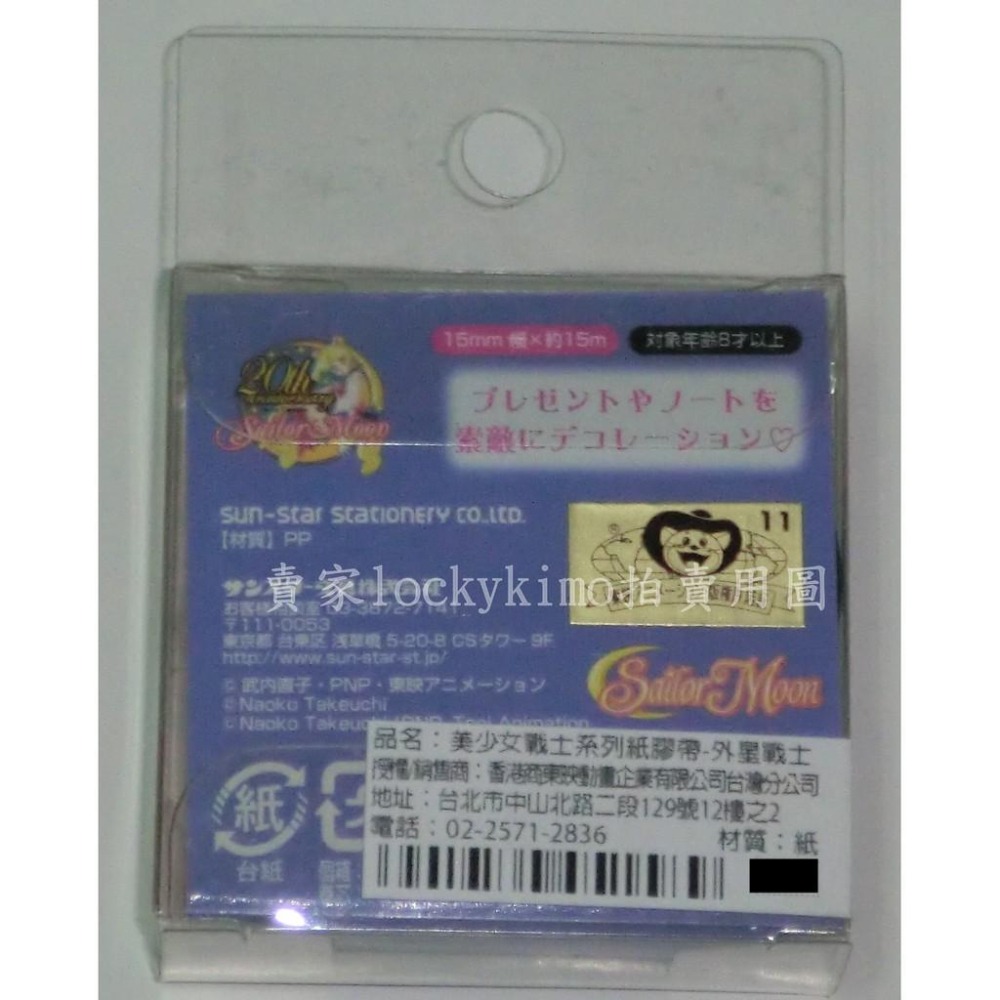 15mm 幅×約15m
対象年齢8才以上
20th
Anniversary
Sailor Moon
プレゼントやノートを
素敵にデコレーション♡
sun-star stationery co.,ltd.
【材質】PP
11
賣家lockykimo拍賣用圖
〒111-0053
東京都 台東区 浅草橋 5-20-8 CSタワー 9F
http://www.sun-star-st.jp/
© 武内直子・PNP・東映アニメーション
©Naoko Takeuchi
©Naoko Takeuchi/PNP, Toei Animation
Sailor Moon
品名：美少女戰士系列紙膠帶-外星戰士
授權/銷售商：香港商東映動畫企業有限公司台灣分公司
地址：台北市中山北路二段129號12樓之2
電話：02-2571-2836
材質：紙
紙
台紙
個箱